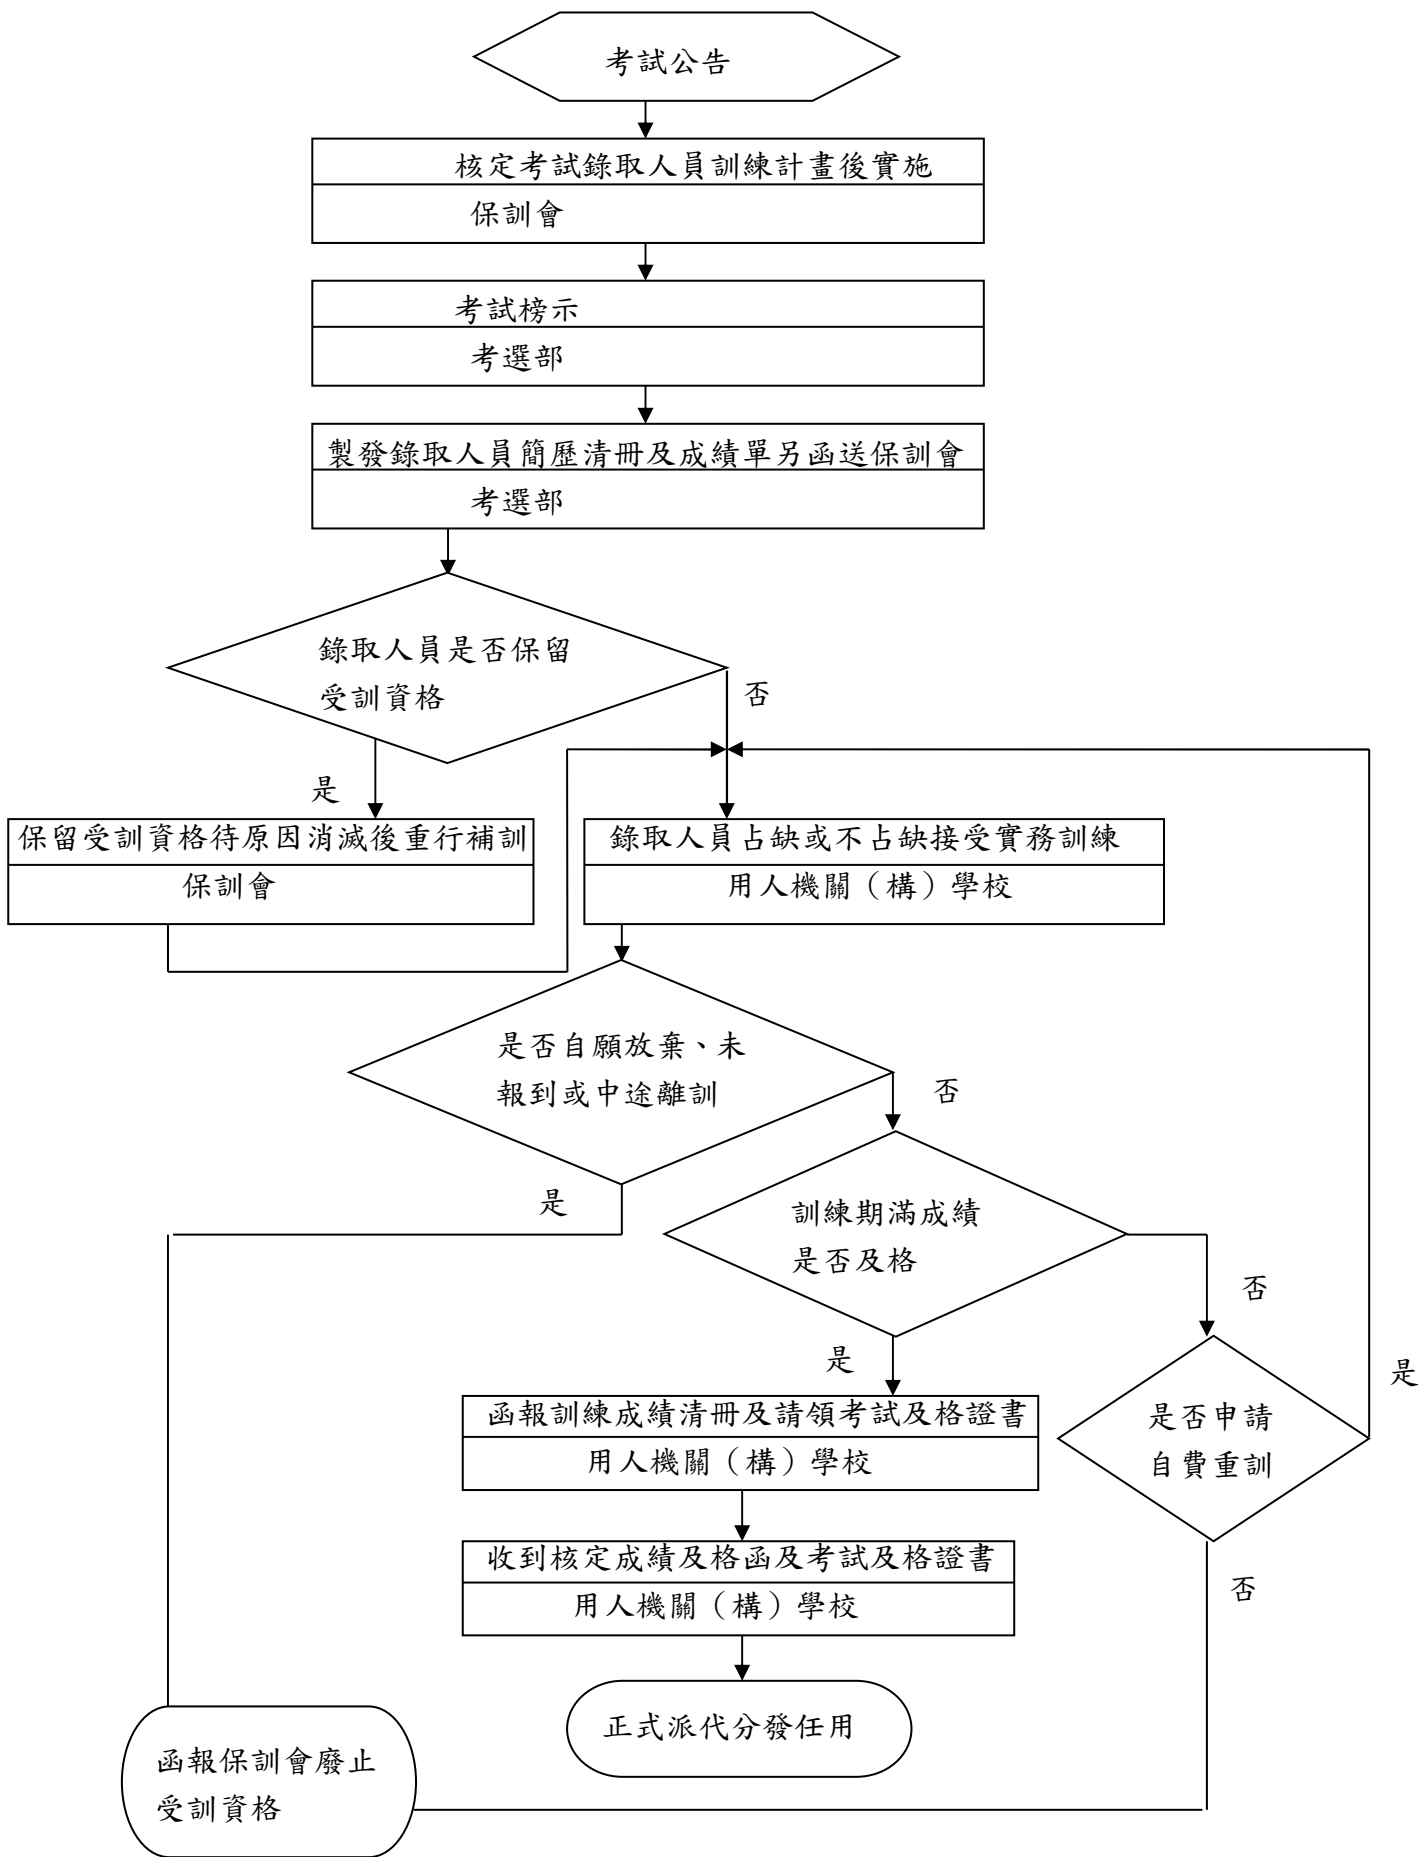 考試公告
核定考試錄取人員訓練計畫後實施
保訓會
考試榜示
考選部
製發錄取人員簡歷清冊及成績單另函送保訓會
考選部
錄取人員是否保留
受訓資格
否
是
保留受訓資格待原因消滅後重行補訓
保訓會
錄取人員占缺或不占缺接受實務訓練
用人機關（構）學校
是否自願放棄、未
報到或中途離訓
否
是
訓練期滿成績
是否及格
否
是
函報訓練成績清冊及請領考試及格證書
用人機關（構）學校
是否申請
自費重訓
是
否
收到核定成績及格函及考試及格證書
用人機關（構）學校
正式派代分發任用
函報保訓會廢止
受訓資格